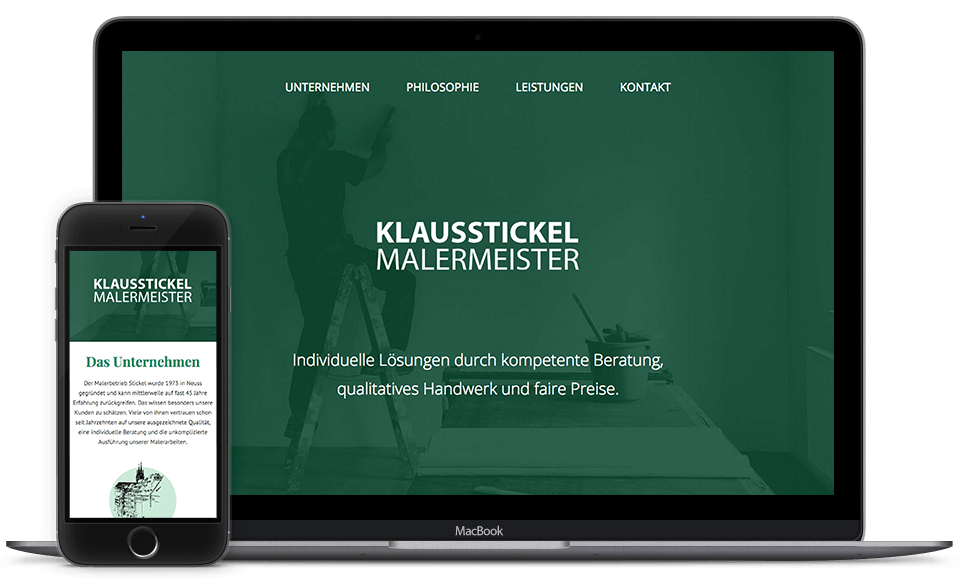 UNTERNEHMEN PHILOSOPHIE LEISTUNGEN KONTAKT
KLAUSSTICKEL
MALERMEISTER
Individuelle Lösungen durch kompetente Beratung,
qualitatives Handwerk und faire Preise.
MacBook
KLAUSSTICKEL
MALERMEISTER
Das Unternehmen
Der Malerbetrieb Stickel wurde 1973 in Neuss
gegründet und kann mittlerweile auf fast 45 Jahre
Erfahrung zurückgreifen. Das wissen besonders unsere
Kunden zu schätzen. Viele von ihnen vertrauen schon
seit Jahrzehnten auf unsere ausgezeichnete Qualität,
eine individuelle Beratung und die unkomplizierte
Ausführung unserer Malerarbeiten.